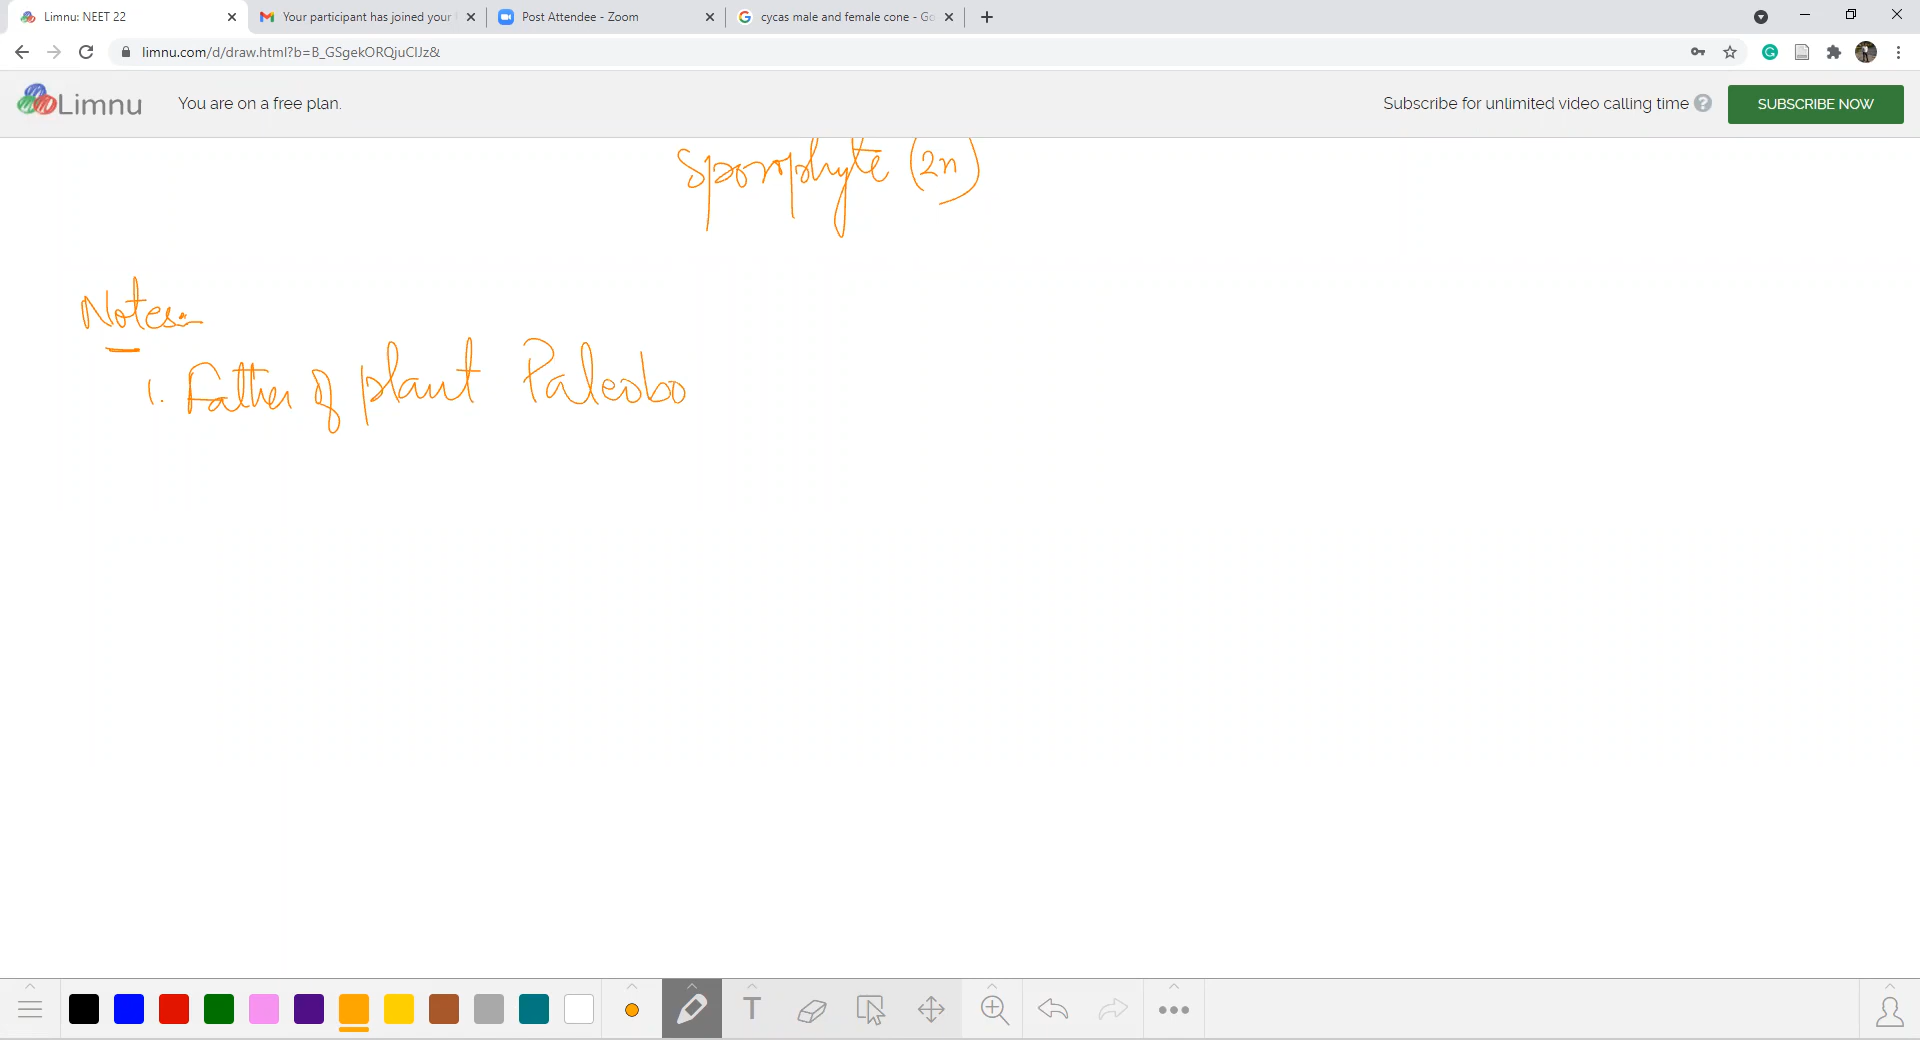 Limnu: NEET 22
Your participant has joined your
Post Attendee - Zoom
cycas male and female cone - Go
limnu.com/d/draw.html?b=B_GSgekORQjuClJz&
Limnu
You are on a free plan.
Subscribe for unlimited video calling time ?
SUBSCRIBE NOW
Sporophyte (2n)
Notes:-
1. Father of plant Paleobo
T